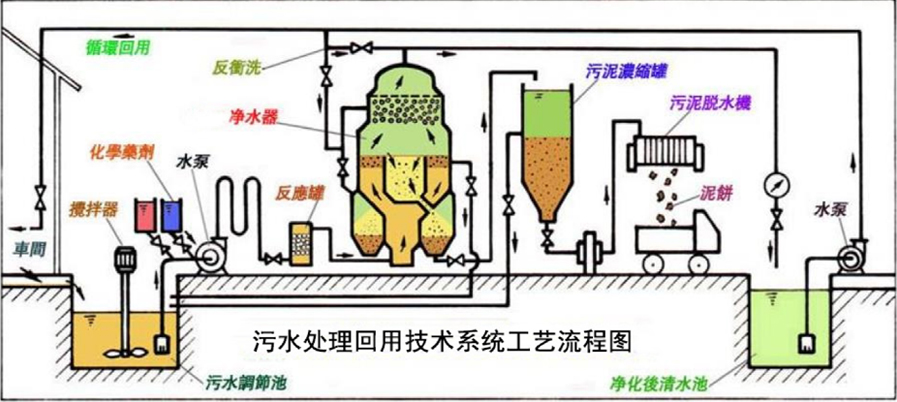 循環回用
反衝洗
污泥濃縮罐
净水器
污泥脱水機
化學藥劑
水泵
反應罐
泥餅
攪拌器
水泵
車間
污水处理回用技术系统工艺流程图
污水調節池
净化後清水池